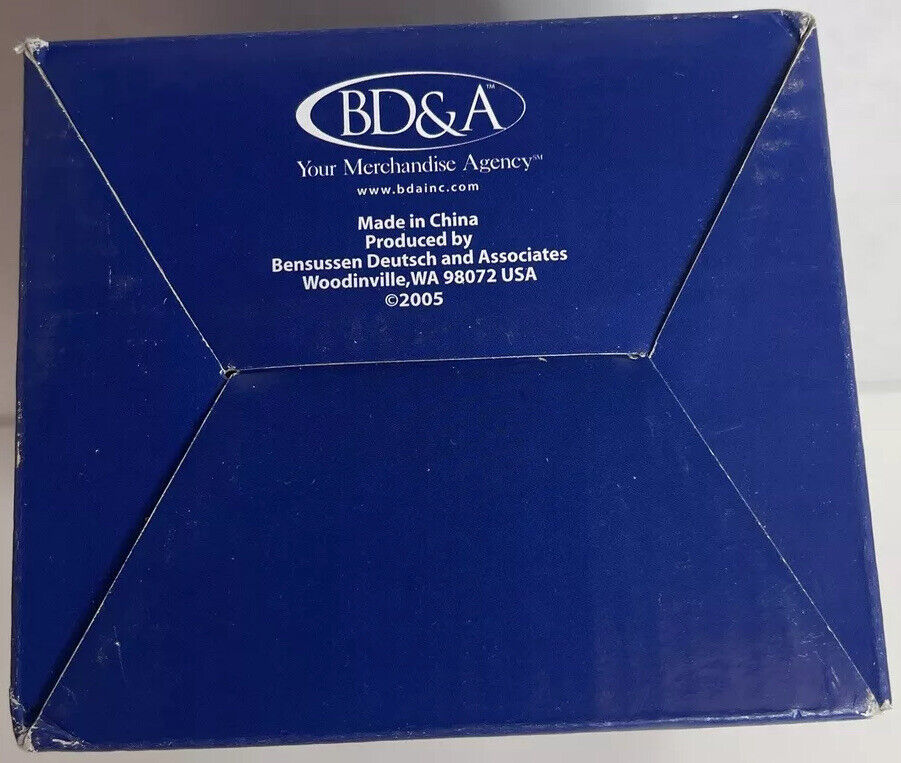 BD&A™
Your Merchandise Agency℠
www.bdainc.com
Made in China
Produced by
Bensussen Deutsch and Associates
Woodinville,WA 98072 USA
©2005